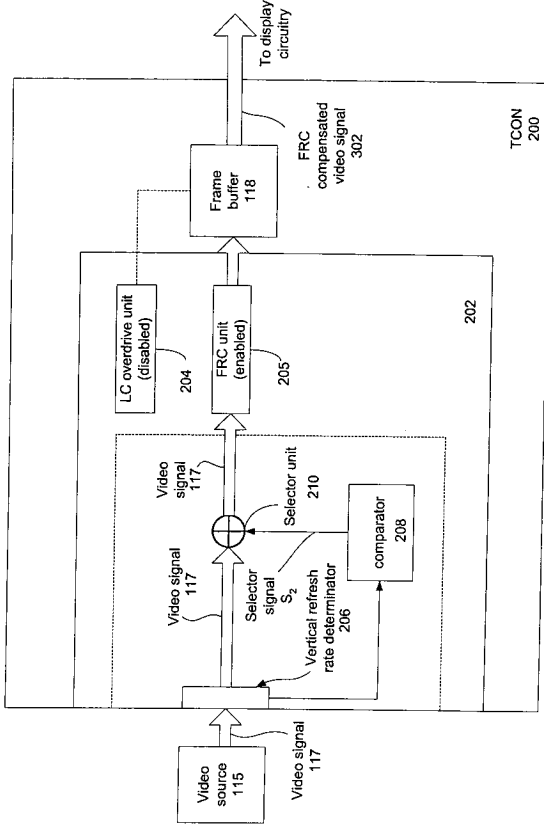 Video
source
115
Video signal
117
Video signal
117
Vertical refresh
rate determinator
206
Selector
signal
S2
comparator
208
Selector unit
210
Video
signal
117
LC overdrive unit
(disabled)
204
FRC unit
(enabled)
205
202
Frame
buffer
118
FRC
compensated
video signal
302
To display
circuitry
TCON
200